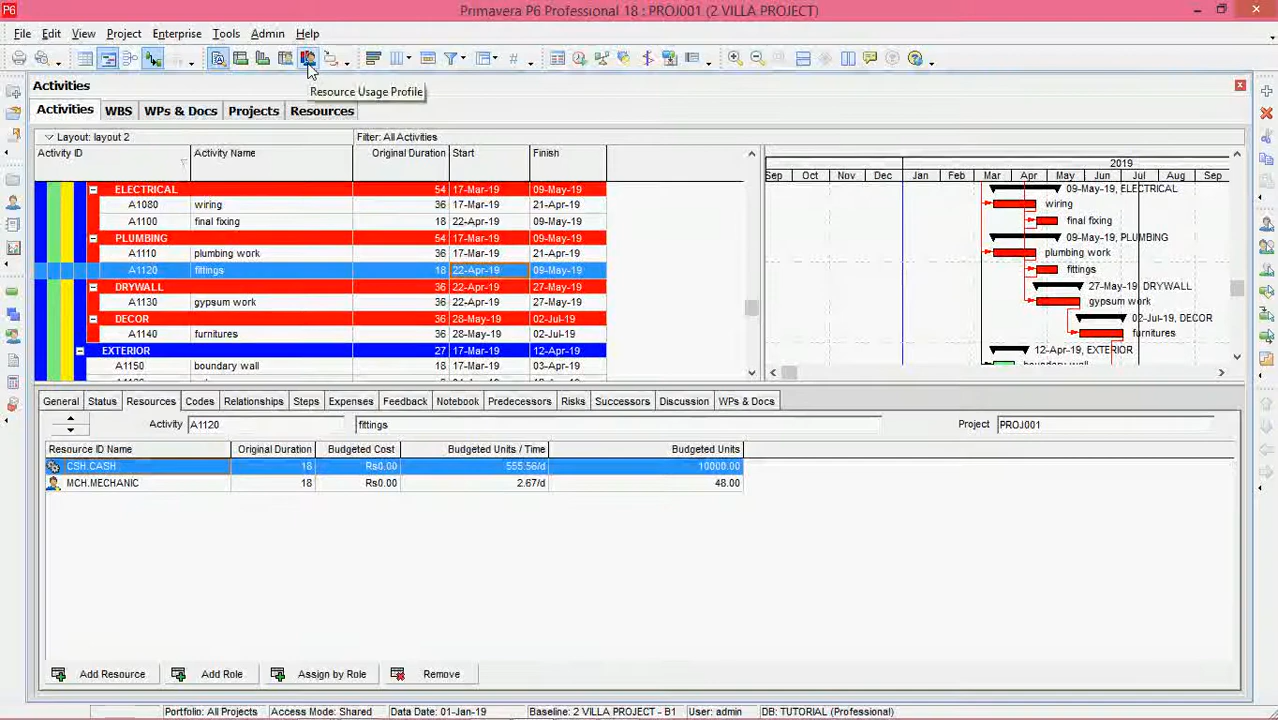 P6 Primavera P6 Professional 18 : PROJ001 (2 VILLA PROJECT)
File Edit View Project Enterprise Tools Admin Help
Resource Usage Profile
Activities
Activities WBS WPs & Docs Projects Resources
Layout: layout 2 Filter: All Activities
Activity ID Activity Name Original Duration Start Finish
2019
Sep Oct Nov Dec Jan Feb Mar Apr May Jun Jul Aug Sep
ELECTRICAL 54 17-Mar-19 09-May-19 09-May-19, ELECTRICAL
A1080 wiring 36 17-Mar-19 21-Apr-19 wiring
A1100 final fixing 18 22-Apr-19 09-May-19 final fixing
PLUMBING 54 17-Mar-19 09-May-19 09-May-19, PLUMBING
A1110 plumbing work 36 17-Mar-19 21-Apr-19 plumbing work
A1120 fittings 18 22-Apr-19 09-May-19 fittings
DRYWALL 36 22-Apr-19 27-May-19 27-May-19, DRYWALL
A1130 gypsum work 36 22-Apr-19 27-May-19 gypsum work
DECOR 36 28-May-19 02-Jul-19 02-Jul-19, DECOR
A1140 furnitures 36 28-May-19 02-Jul-19 furnitures
EXTERIOR 27 17-Mar-19 12-Apr-19 12-Apr-19, EXTERIOR
A1150 boundary wall 18 17-Mar-19 03-Apr-19
General Status Resources Codes Relationships Steps Expenses Feedback Notebook Predecessors Risks Successors Discussion WPs & Docs
Activity A1120 fittings Project PROJ001
Resource ID Name Original Duration Budgeted Cost Budgeted Units / Time Budgeted Units
CSH.CASH 18 Rs0.00 555.56/d 10000.00
MCH.MECHANIC 18 Rs0.00 2.67/d 48.00
Add Resource Add Role Assign by Role Remove
Portfolio: All Projects Access Mode: Shared Data Date: 01-Jan-19 Baseline: 2 VILLA PROJECT - B1 User: admin DB: TUTORIAL (Professional)